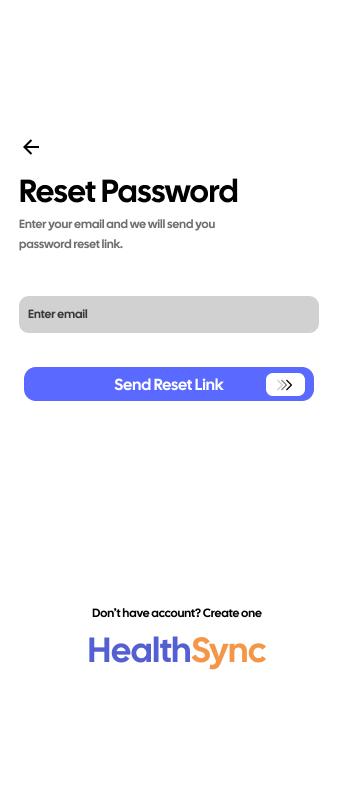 Reset Password
Enter your email and we will send you
password reset link.
Enter email
Send Reset Link
Don't have account? Create one
HealthSync